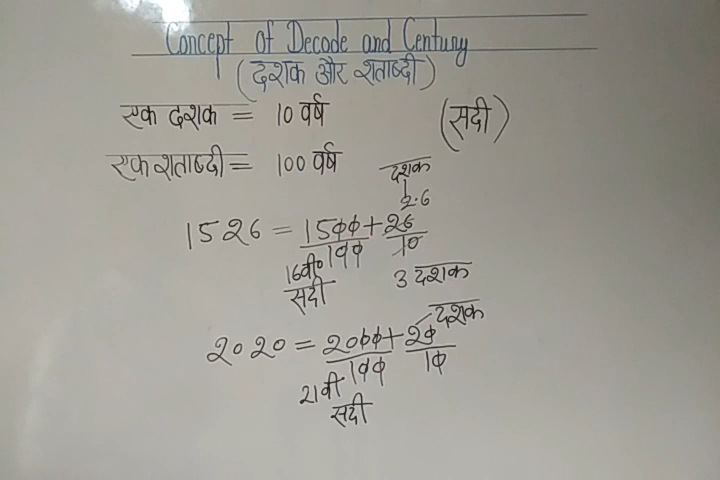 Concept of Decode and Century
(दशक और शताब्दी)
एक दशक = 10 वर्ष
(सदी)
एक शताब्दी = 100 वर्ष
दशक
2.6
1526 = 1500/100 + 26/10
16वी०
सदी
3 दशक
दशक
2020 = 2000/100 + 20/10
21वी
सदी